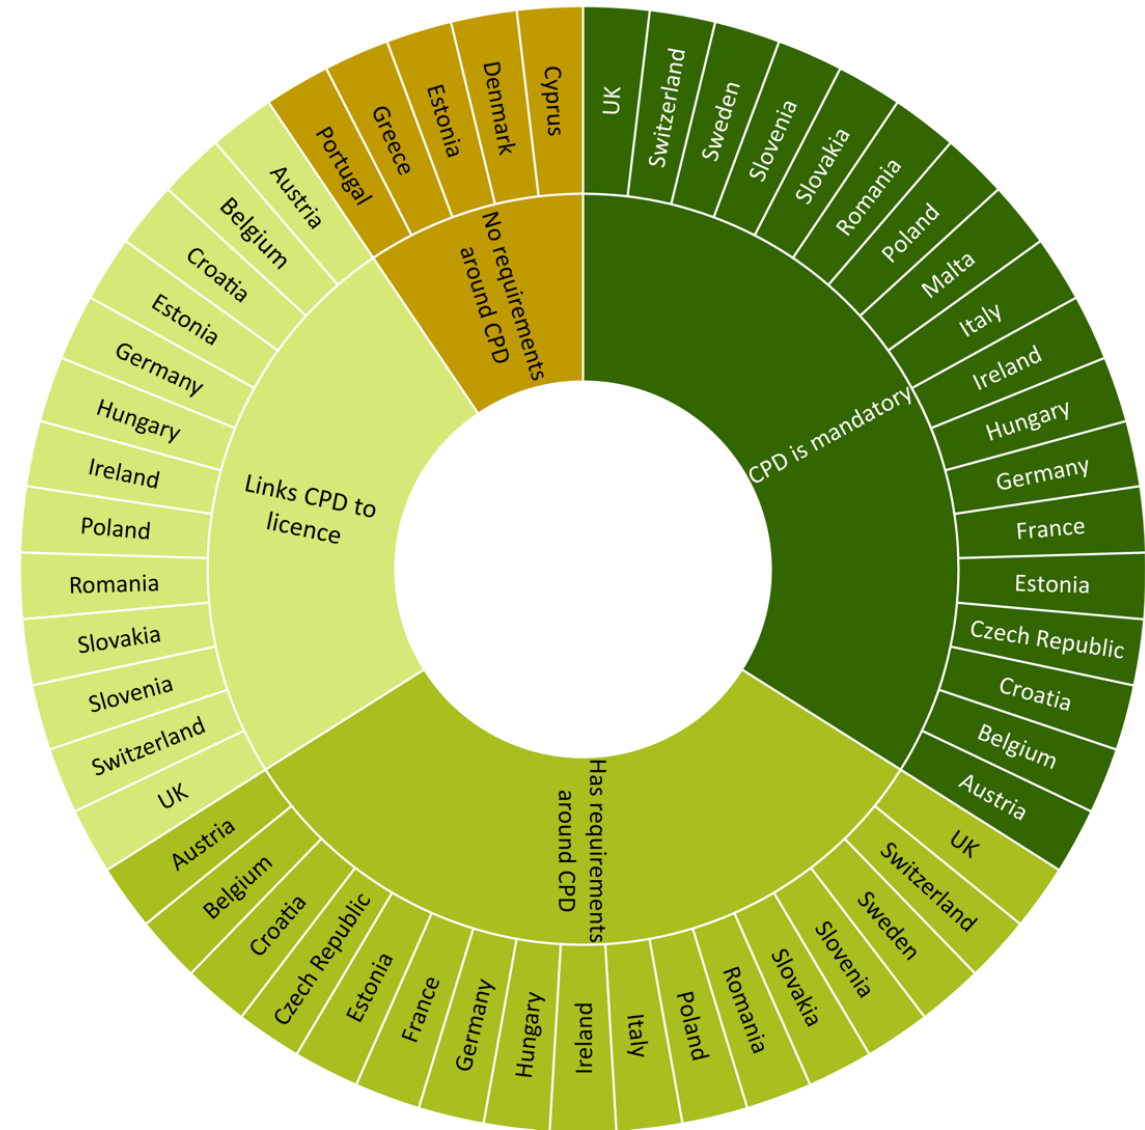 CPD is mandatory
UK
Switzerland
Sweden
Slovenia
Slovakia
Romania
Poland
Malta
Italy
Ireland
Hungary
Germany
France
Estonia
Czech Republic
Croatia
Belgium
Austria
Has requirements
around CPD
UK
Switzerland
Sweden
Slovenia
Slovakia
Romania
Poland
Italy
Ireland
Hungary
Germany
France
Estonia
Czech Republic
Croatia
Belgium
Austria
Links CPD to
licence
UK
Switzerland
Slovenia
Slovakia
Romania
Poland
Ireland
Hungary
Germany
Estonia
Croatia
Belgium
Austria
No requirements
around CPD
Portugal
Greece
Estonia
Denmark
Cyprus